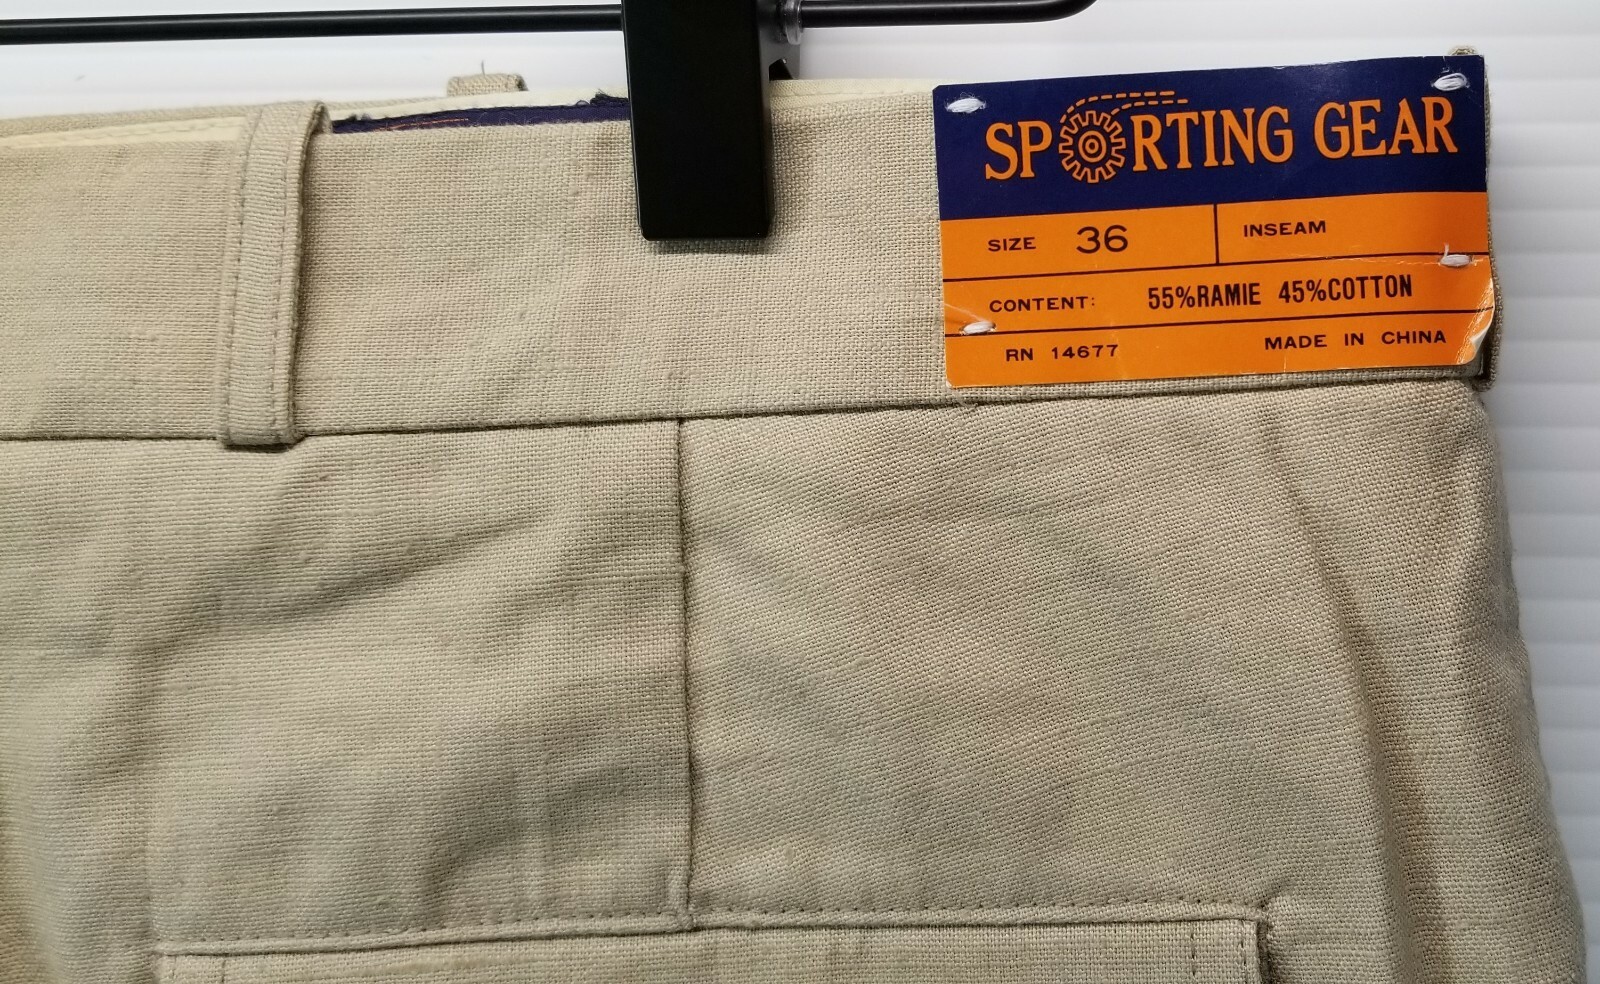 SPORTING GEAR
SIZE 36 INSEAM
CONTENT: 55%RAMIE 45%COTTON
RN 14677 MADE IN CHINA